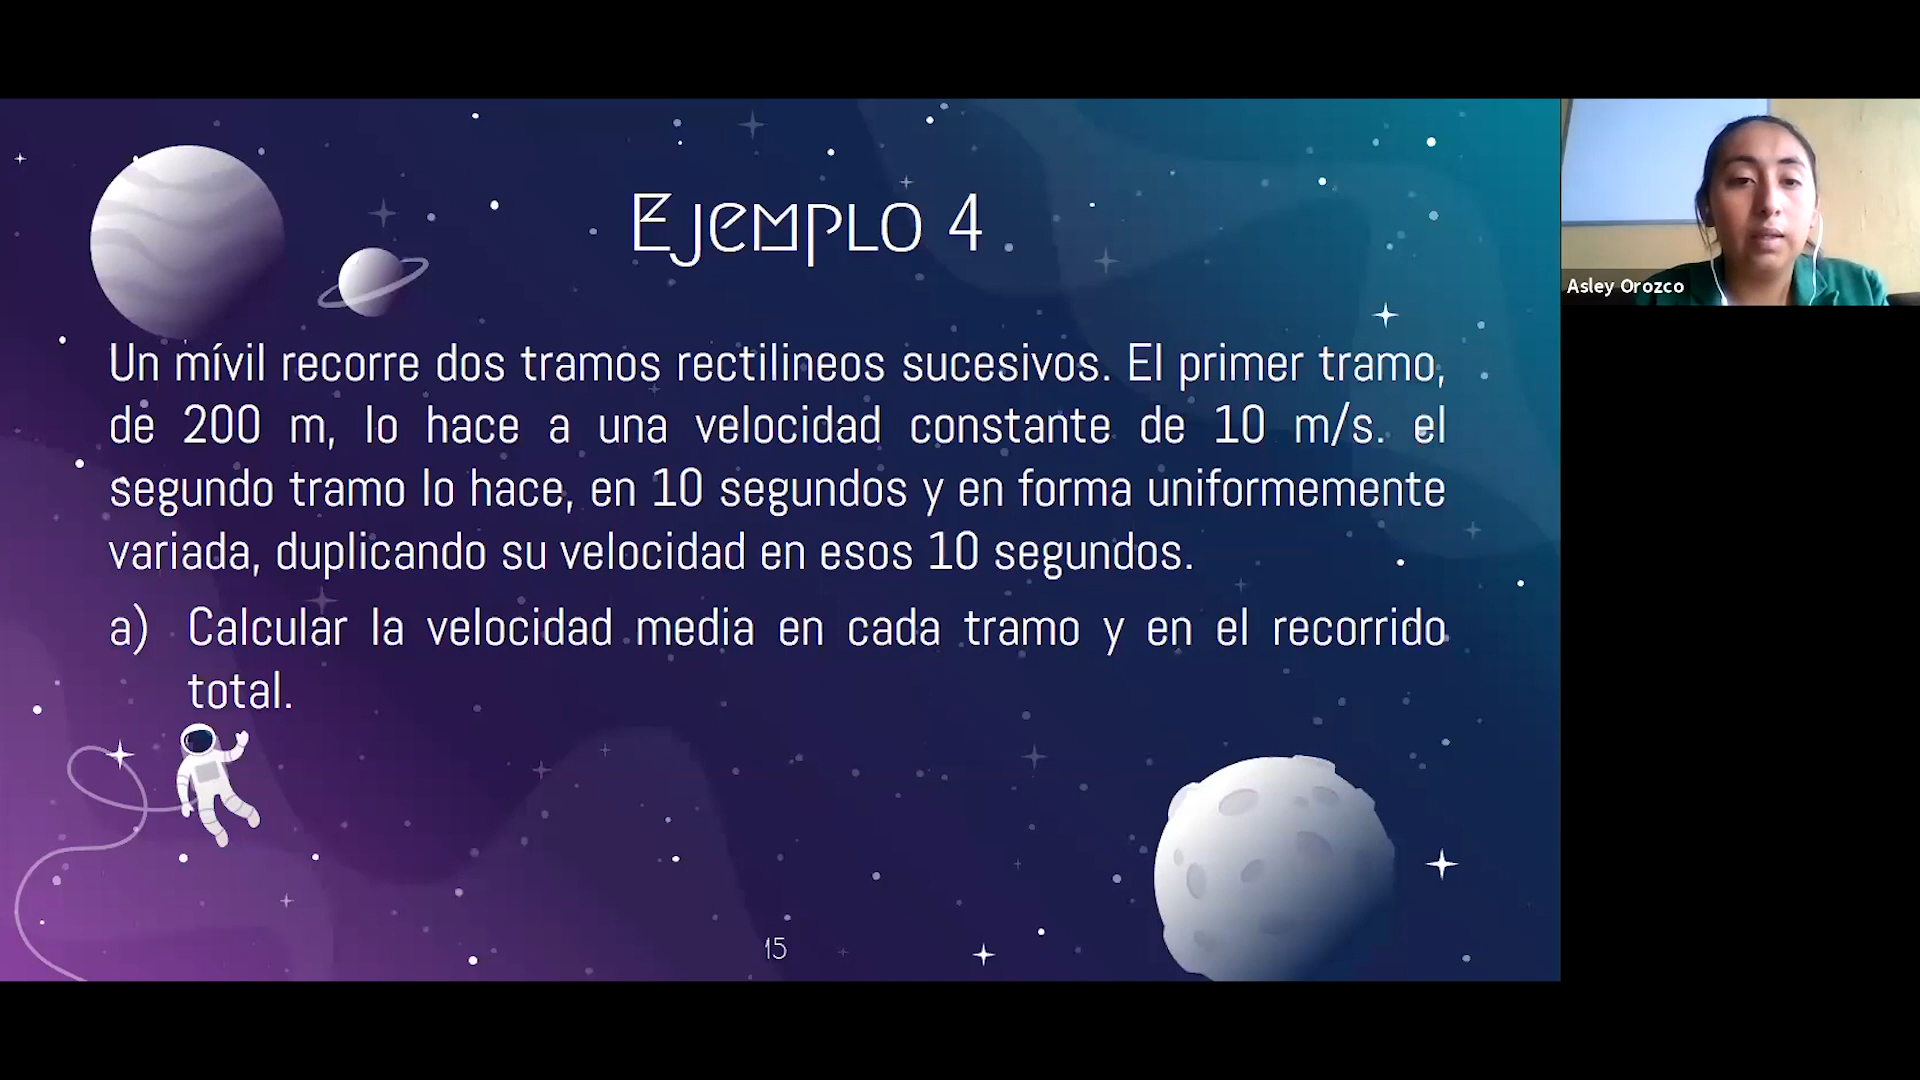 Ejemplo 4
Un mívil recorre dos tramos rectilineos sucesivos. El primer tramo,
de 200 m, lo hace a una velocidad constante de 10 m/s. el
segundo tramo lo hace, en 10 segundos y en forma uniformemente
variada, duplicando su velocidad en esos 10 segundos.
a) Calcular la velocidad media en cada tramo y en el recorrido
total.
15
Asley Orozco